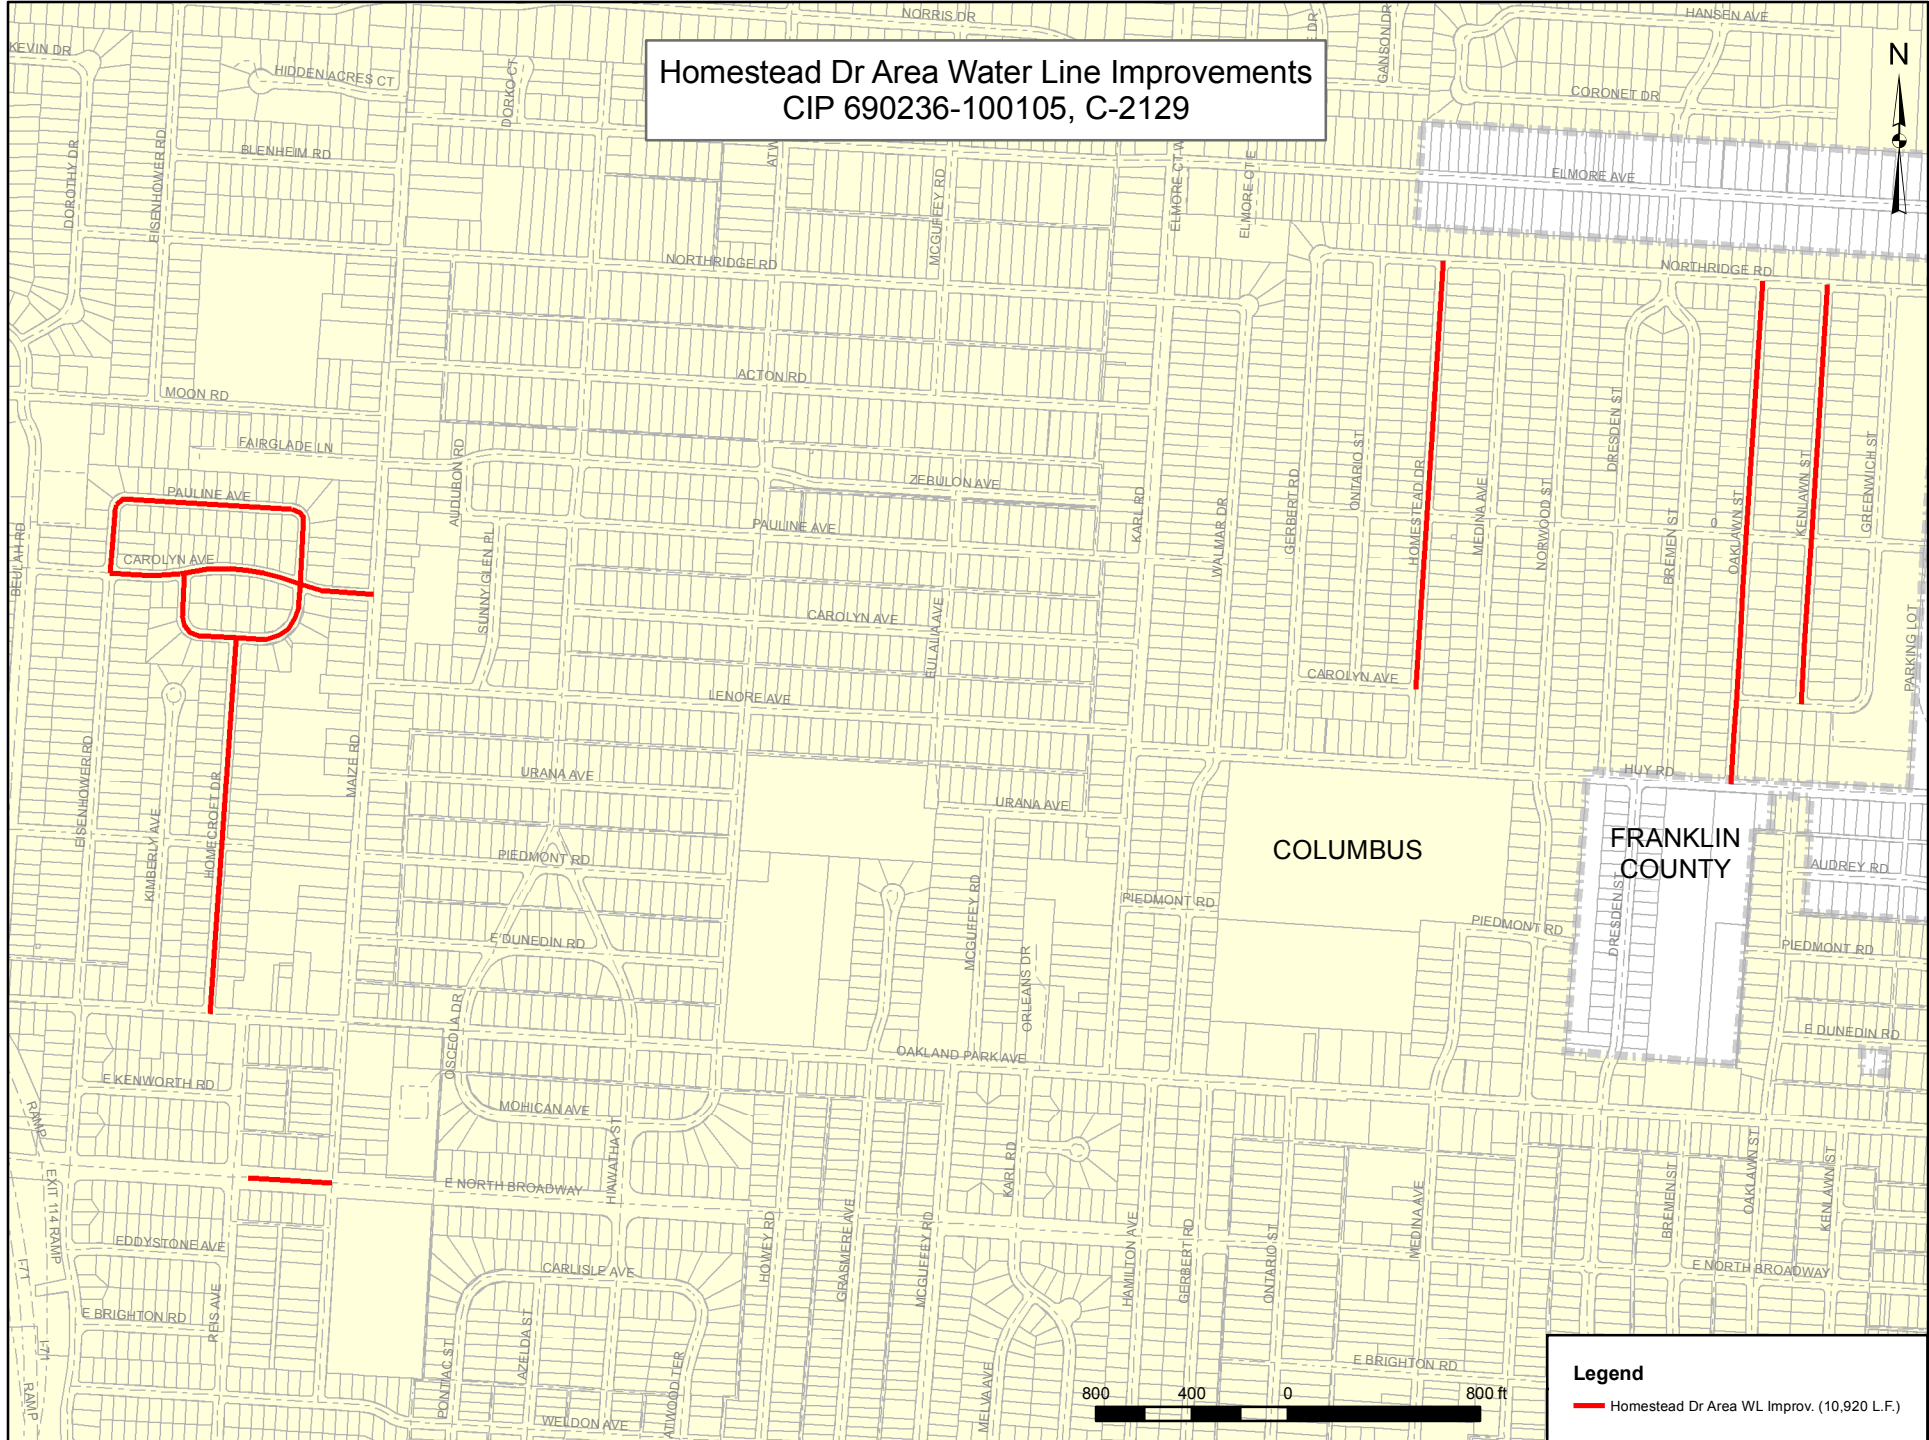 Homestead Dr Area Water Line Improvements
CIP 690236-100105, C-2129
N
NORRIS DR
HANSEN AVE
KEVIN DR
HIDDEN ACRES CT
DORKO CT
GANSON DR
E DR
CORONET DR
DOROTHY DR
EISENHOWER RD
BLENHEIM RD
ATW
MCGUFFEY RD
ELMORE CT W
ELMORE CT E
ELMORE AVE
NORTHRIDGE RD
NORTHRIDGE RD
MOON RD
ACTON RD
FAIRGLADE LN
AUDUBON RD
ZEBULON AVE
PAULINE AVE
PAULINE AVE
CAROLYN AVE
BEULAH RD
SUNNY GLEN PL
KARL RD
WALMAR DR
GERBERT RD
ONTARIO ST
HOMESTEAD DR
MEDINA AVE
NORWOOD ST
DRESDEN ST
BREMEN ST
0
OAKLAWN ST
KENLAWN ST
GREENWICH ST
PARKING LOT
CAROLYN AVE
EULALIA AVE
CAROLYN AVE
LENORE AVE
EISENHOWER RD
KIMBERLY AVE
HOMECROFT DR
MAIZE RD
URANA AVE
URANA AVE
HUY RD
COLUMBUS
FRANKLIN
COUNTY
DRESDEN ST
AUDREY RD
PIEDMONT RD
PIEDMONT RD
PIEDMONT RD
PIEDMONT RD
E DUNEDIN RD
E DUNEDIN RD
MCGUFFEY RD
ORLEANS DR
OSCEOLA DR
OAKLAND PARK AVE
E KENWORTH RD
RAMP
MOHICAN AVE
HIAWATHA ST
KARL RD
EXIT 114 RAMP
E NORTH BROADWAY
HOWEY RD
GRASMERE AVE
MCGUFFEY RD
HAMILTON AVE
GERBERT RD
ONTARIO ST
MEDINA AVE
BREMEN ST
OAKLAWN ST
KENLAWN ST
E NORTH BROADWAY
EDDYSTONE AVE
I-71
CARLISLE AVE
E BRIGHTON RD
REIS AVE
I-71
RAMP
PONTIAC ST
AZELDA ST
ATWOOD TER
WELDON AVE
MELVA AVE
E BRIGHTON RD
800 400 0 800 ft
Legend
Homestead Dr Area WL Improv. (10,920 L.F.)